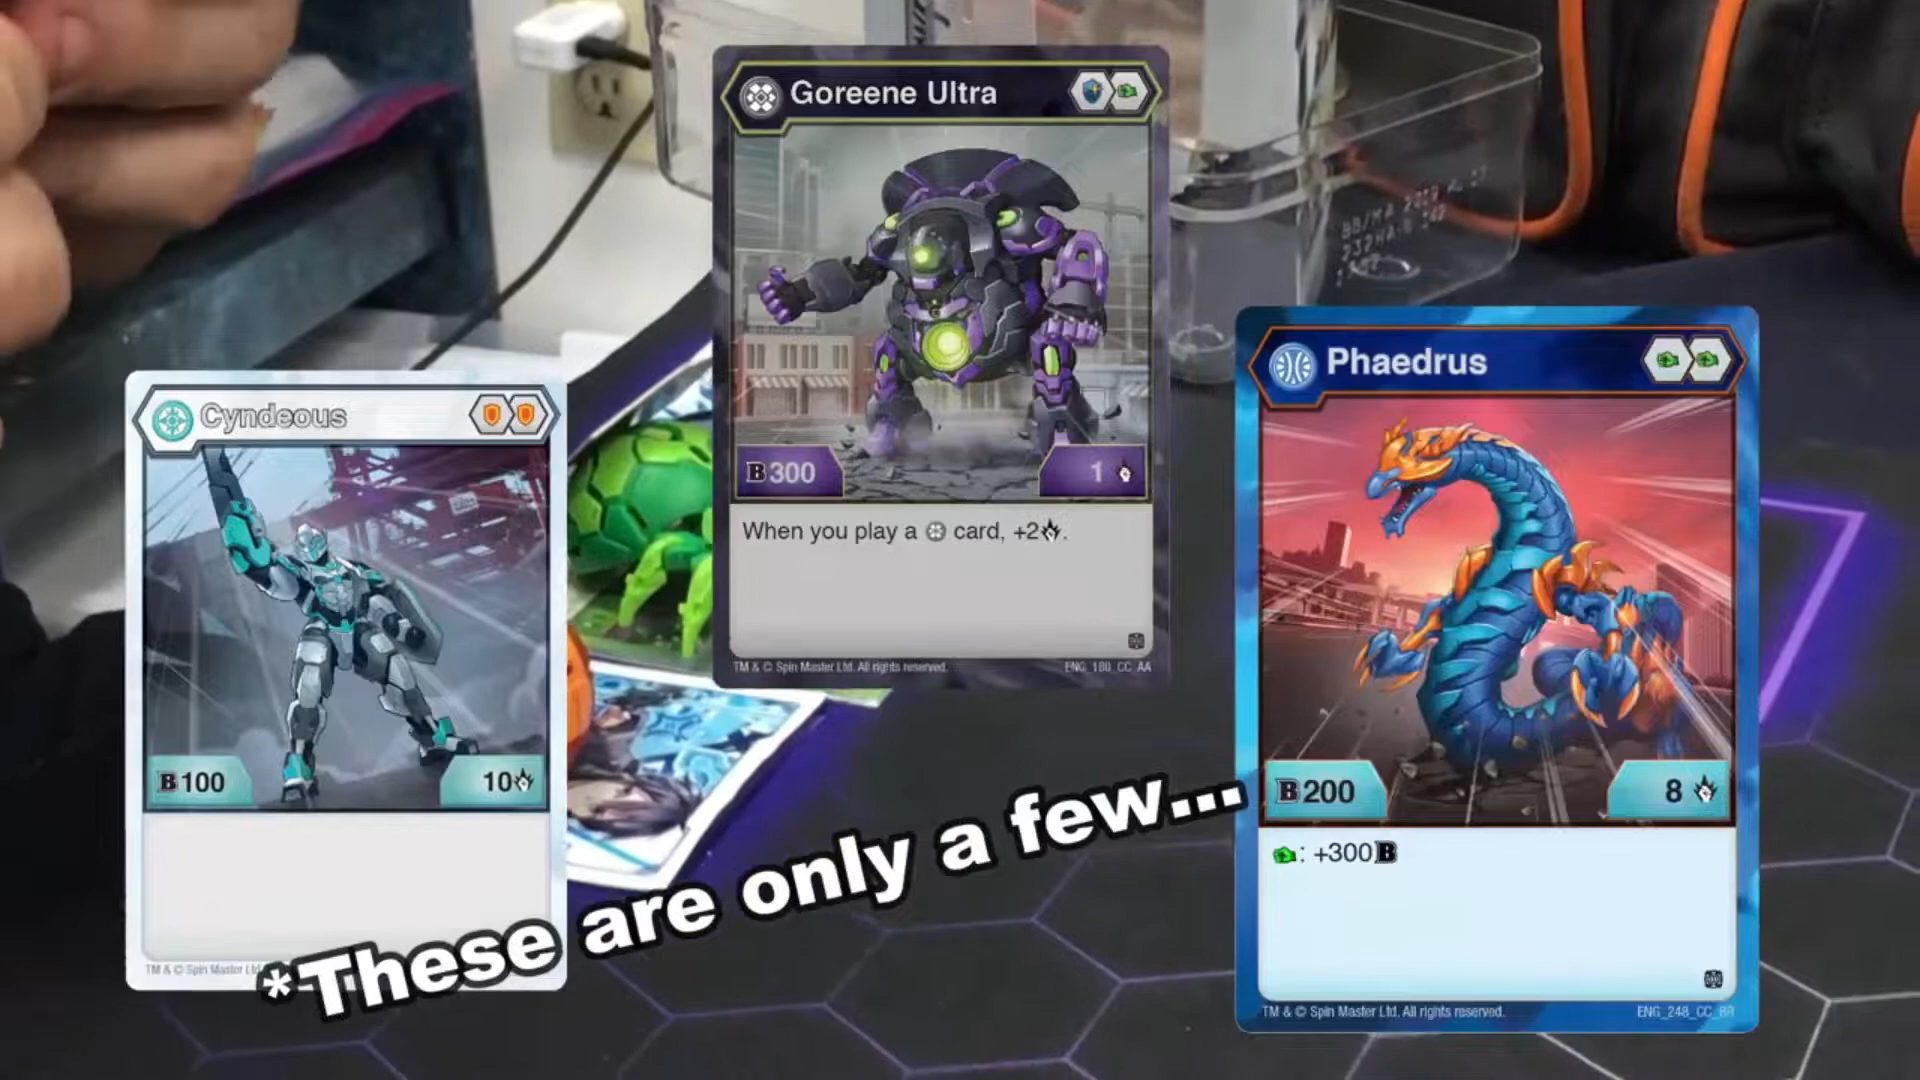 Goreene Ultra
B300
1
When you play a card, +2.
TM & © Spin Master Ltd. All rights reserved.
ENG_180_CC_AA
Cyndeous
B100
10
TM & © Spin Master Ltd
Phaedrus
B200
8
: +300B
TM & © Spin Master Ltd. All rights reserved.
ENG_248_CC_BB
*These are only a few...